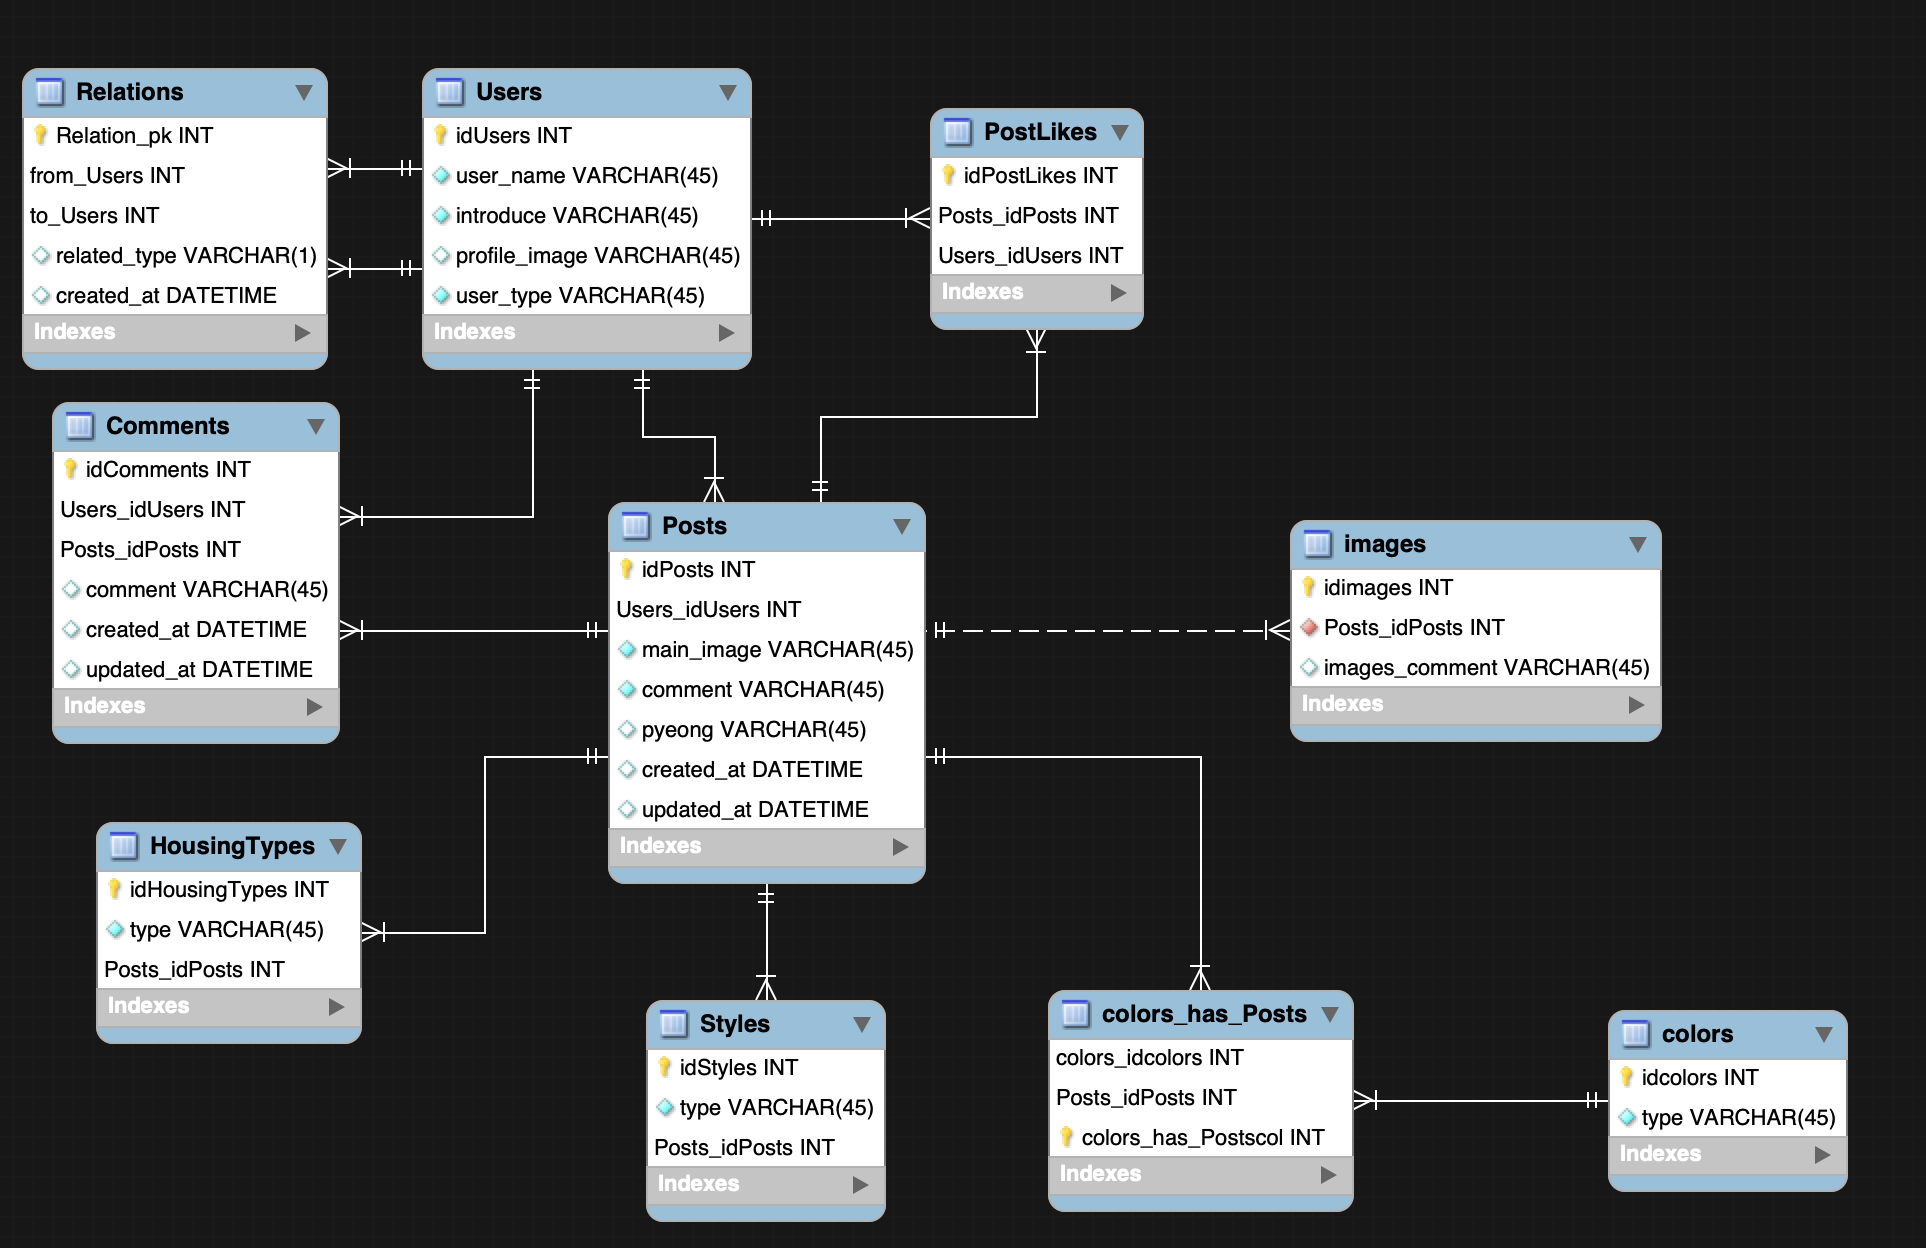 Relations
Relation_pk INT
from_Users INT
to_Users INT
related_type VARCHAR(1)
created_at DATETIME
Indexes
Users
idUsers INT
user_name VARCHAR(45)
introduce VARCHAR(45)
profile_image VARCHAR(45)
user_type VARCHAR(45)
Indexes
PostLikes
idPostLikes INT
Posts_idPosts INT
Users_idUsers INT
Indexes
Comments
idComments INT
Users_idUsers INT
Posts_idPosts INT
comment VARCHAR(45)
created_at DATETIME
updated_at DATETIME
Indexes
Posts
idPosts INT
Users_idUsers INT
main_image VARCHAR(45)
comment VARCHAR(45)
pyeong VARCHAR(45)
created_at DATETIME
updated_at DATETIME
Indexes
images
idimages INT
Posts_idPosts INT
images_comment VARCHAR(45)
Indexes
HousingTypes
idHousingTypes INT
type VARCHAR(45)
Posts_idPosts INT
Indexes
Styles
idStyles INT
type VARCHAR(45)
Posts_idPosts INT
Indexes
colors_has_Posts
colors_idcolors INT
Posts_idPosts INT
colors_has_Postscol INT
Indexes
colors
idcolors INT
type VARCHAR(45)
Indexes